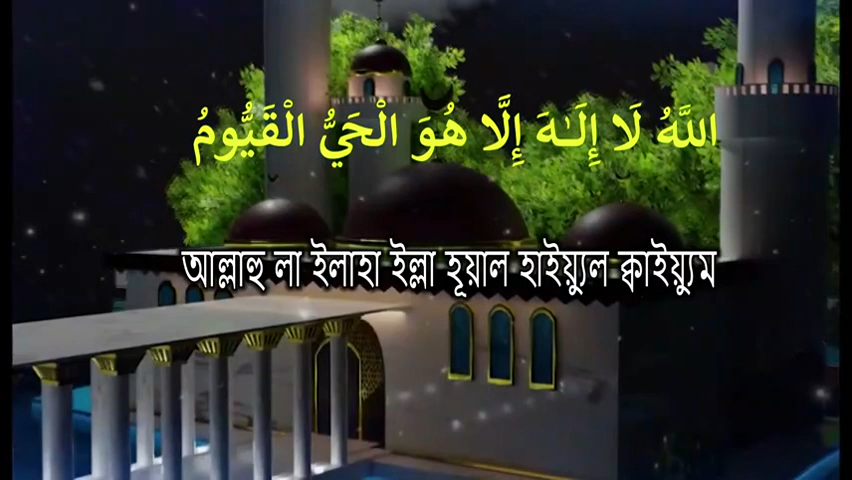 اللَّهُ لَا إِلَـٰهَ إِلَّا هُوَ الْحَيُّ الْقَيُّومُ
আল্লাহু লা ইলাহা ইল্লা হূয়াল হাইয়্যুল ক্বাইয়্যুম